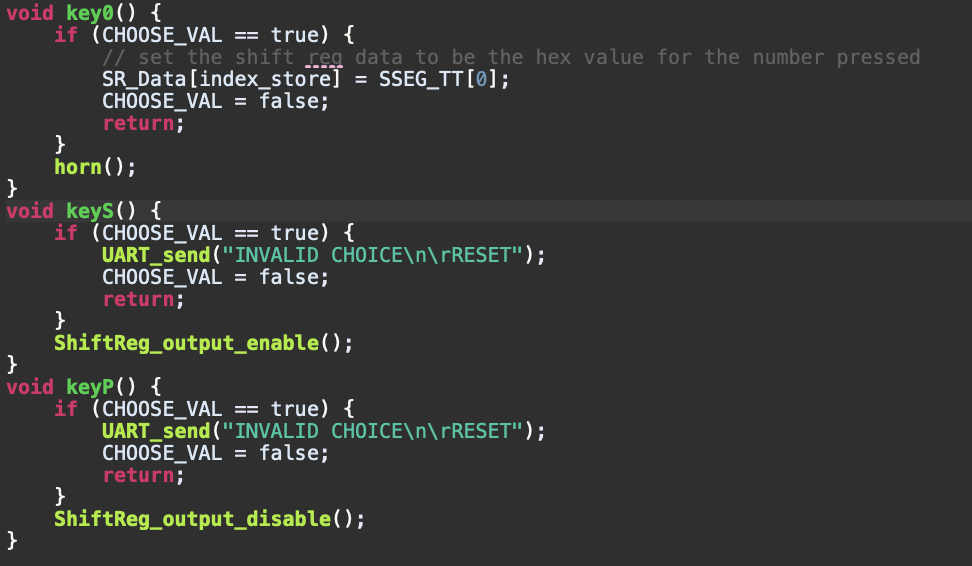 void key0() {
    if (CHOOSE_VAL == true) {
        // set the shift reg data to be the hex value for the number pressed
        SR_Data[index_store] = SSEG_TT[0];
        CHOOSE_VAL = false;
        return;
    }
    horn();
}
void keyS() {
    if (CHOOSE_VAL == true) {
        UART_send("INVALID CHOICE\n\rRESET");
        CHOOSE_VAL = false;
        return;
    }
    ShiftReg_output_enable();
}
void keyP() {
    if (CHOOSE_VAL == true) {
        UART_send("INVALID CHOICE\n\rRESET");
        CHOOSE_VAL = false;
        return;
    }
    ShiftReg_output_disable();
}